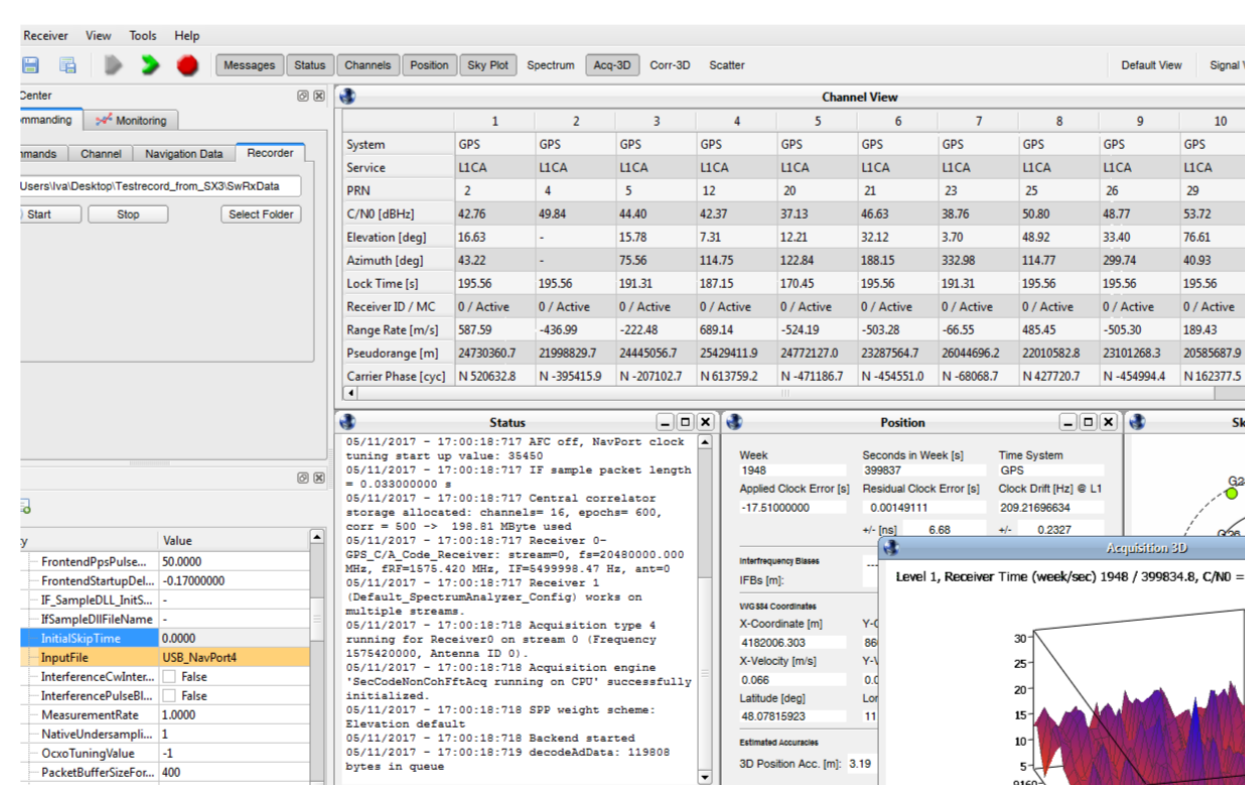 Receiver View Tools Help
Messages Status Channels Position Sky Plot Spectrum Acq-3D Corr-3D Scatter Default View Signal
Center
mmanding Monitoring
mmands Channel Navigation Data Recorder
Users\Iva\Desktop\Testrecord_from_SX3\SwRxData
Start Stop Select Folder
Channel View
1 2 3 4 5 6 7 8 9 10
System GPS GPS GPS GPS GPS GPS GPS GPS GPS GPS
Service L1CA L1CA L1CA L1CA L1CA L1CA L1CA L1CA L1CA L1CA
PRN 2 4 5 12 20 21 23 25 26 29
C/N0 [dBHz] 42.76 49.84 44.40 42.37 37.13 46.63 38.76 50.80 48.77 53.72
Elevation [deg] 16.63 - 15.78 7.31 12.21 32.12 3.70 48.92 33.40 76.61
Azimuth [deg] 43.22 - 75.56 114.75 122.84 188.15 332.98 114.77 299.74 40.93
Lock Time [s] 195.56 195.56 191.31 187.15 170.45 195.56 191.31 195.56 195.56 195.56
Receiver ID / MC 0 / Active 0 / Active 0 / Active 0 / Active 0 / Active 0 / Active 0 / Active 0 / Active 0 / Active 0 / Active
Range Rate [m/s] 587.59 -436.99 -222.48 689.14 -524.19 -503.28 -66.55 485.45 -505.30 189.43
Pseudorange [m] 24730360.7 21998829.7 24445056.7 25429411.9 24772127.0 23287564.7 26044696.2 22010582.8 23101268.3 20585687.9
Carrier Phase [cyc] N 520632.8 N -395415.9 N -207102.7 N 613759.2 N -471186.7 N -454551.0 N -68068.7 N 427720.7 N -454994.4 N 162377.5
y Value
FrontendPpsPulse... 50.0000
FrontendStartupDel... -0.17000000
IF_SampleDLL_InitS... -
IfSampleDllFileName -
InitialSkipTime 0.0000
InputFile USB_NavPort4
InterferenceCwInter... False
InterferencePulseBl... False
MeasurementRate 1.0000
NativeUndersampli... 1
OcxoTuningValue -1
PacketBufferSizeFor... 400
Status
05/11/2017 - 17:00:18:717 AFC off, NavPort clock
tuning start up value: 35450
05/11/2017 - 17:00:18:717 IF sample packet length
= 0.033000000 s
05/11/2017 - 17:00:18:717 Central correlator
storage allocated: channels= 16, epochs= 600,
corr = 500 -> 198.81 MByte used
05/11/2017 - 17:00:18:717 Receiver 0-
GPS_C/A_Code_Receiver: stream=0, fs=20480000.000
MHz, fRF=1575.420 MHz, IF=5499998.47 Hz, ant=0
05/11/2017 - 17:00:18:717 Receiver 1
(Default_SpectrumAnalyzer_Config) works on
multiple streams.
05/11/2017 - 17:00:18:718 Acquisition type 4
running for Receiver0 on stream 0 (Frequency
1575420000, Antenna ID 0).
05/11/2017 - 17:00:18:718 Acquisition engine
'SecCodeNonCohFftAcq running on CPU' successfully
initialized.
05/11/2017 - 17:00:18:718 SPP weight scheme:
Elevation default
05/11/2017 - 17:00:18:718 Backend started
05/11/2017 - 17:00:18:719 decodeAdData: 119808
bytes in queue
Position
Week Seconds in Week [s] Time System
1948 399837 GPS
Applied Clock Error [s] Residual Clock Error [s] Clock Drift [Hz] @ L1
-17.51000000 0.00149111 209.21696634
+/- [ns] 6.68 +/- 0.2327
Interfrequency Biases
IFBs [m]: ---
WGS84 Coordinates
X-Coordinate [m]
4182006.303
X-Velocity [m/s]
0.066
Latitude [deg]
48.07815923 11
Estimated Accuracies
3D Position Acc. [m]: 3.19
Sk
G2
Acquisition 3D
Level 1, Receiver Time (week/sec) 1948 / 399834.8, C/N0 =
30
25
20
15
10
5
9160